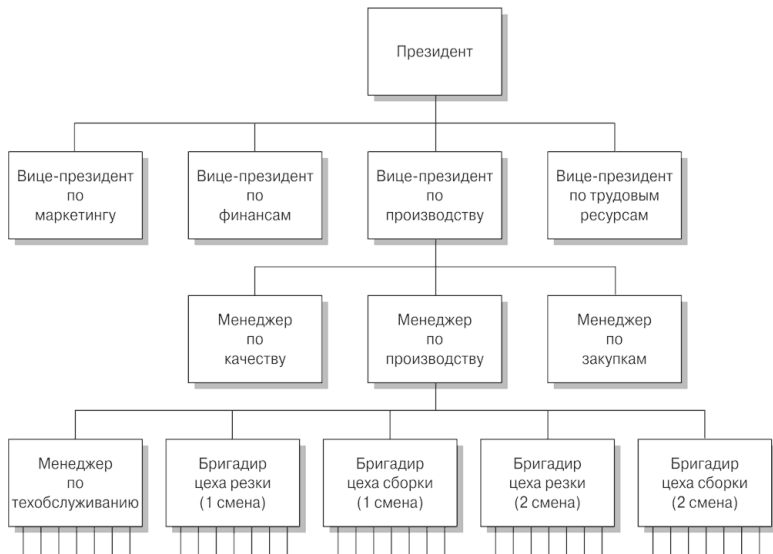 Президент
Вице-президент
по
маркетингу
Вице-президент
по
финансам
Вице-президент
по
производству
Вице-президент
по трудовым
ресурсам
Менеджер
по
качеству
Менеджер
по
производству
Менеджер
по
закупкам
Менеджер
по
техобслуживанию
Бригадир
цеха резки
(1 смена)
Бригадир
цеха сборки
(1 смена)
Бригадир
цеха резки
(2 смена)
Бригадир
цеха сборки
(2 смена)